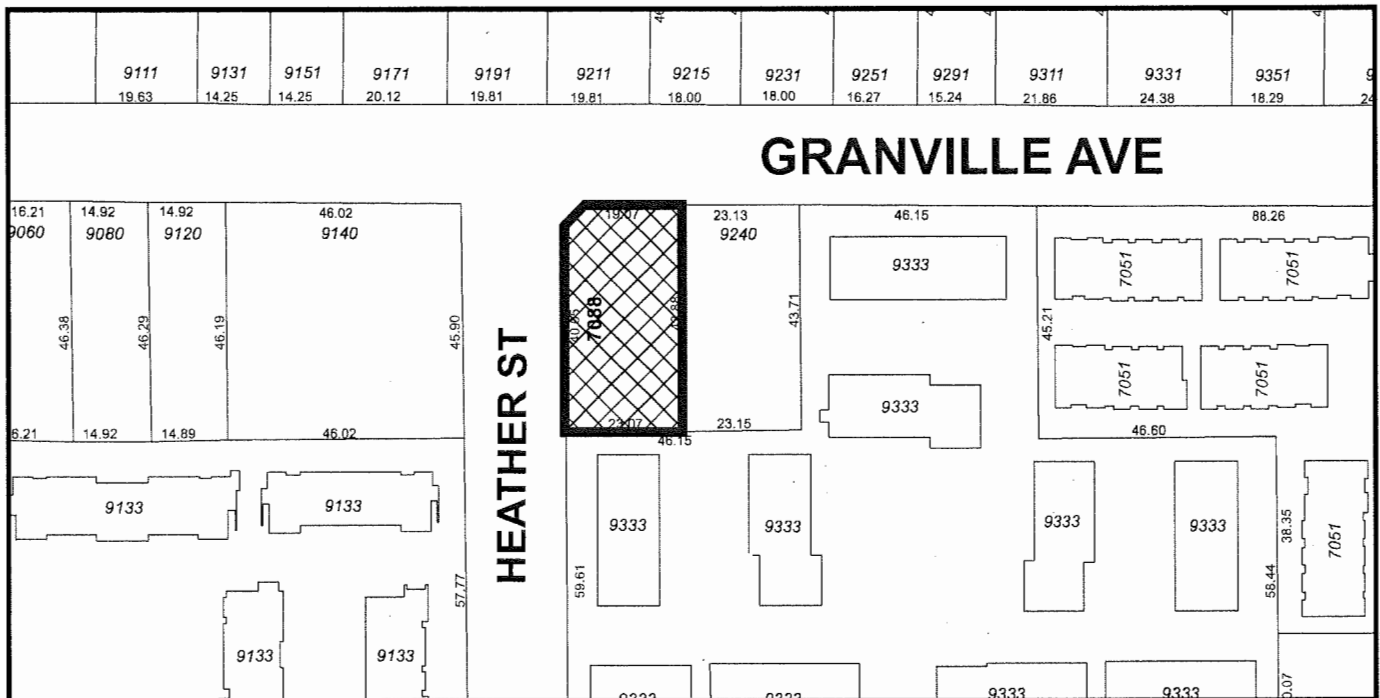 9111 9131 9151 9171 9191 9211 9215 9231 9251 9291 9311 9331 9351
19.63 14.25 14.25 20.12 19.81 19.81 18.00 18.00 16.27 15.24 21.86 24.38 18.29 24
GRANVILLE AVE
16.21 14.92 14.92 46.02 19.07 23.13 46.15 88.26
9060 9080 9120 9140 9240
9333 7051 7051
46.38 46.29 46.19 45.90 7088 43.71 45.21
HEATHER ST
7051 7051
9333
6.21 14.92 14.89 46.02 23.07 23.15 46.60
46.15
9133 9133 9333 9333 9333 9333 38.35 7051
57.77 59.61 58.44
9133 9133
9333 9333 9333 9333
0.07